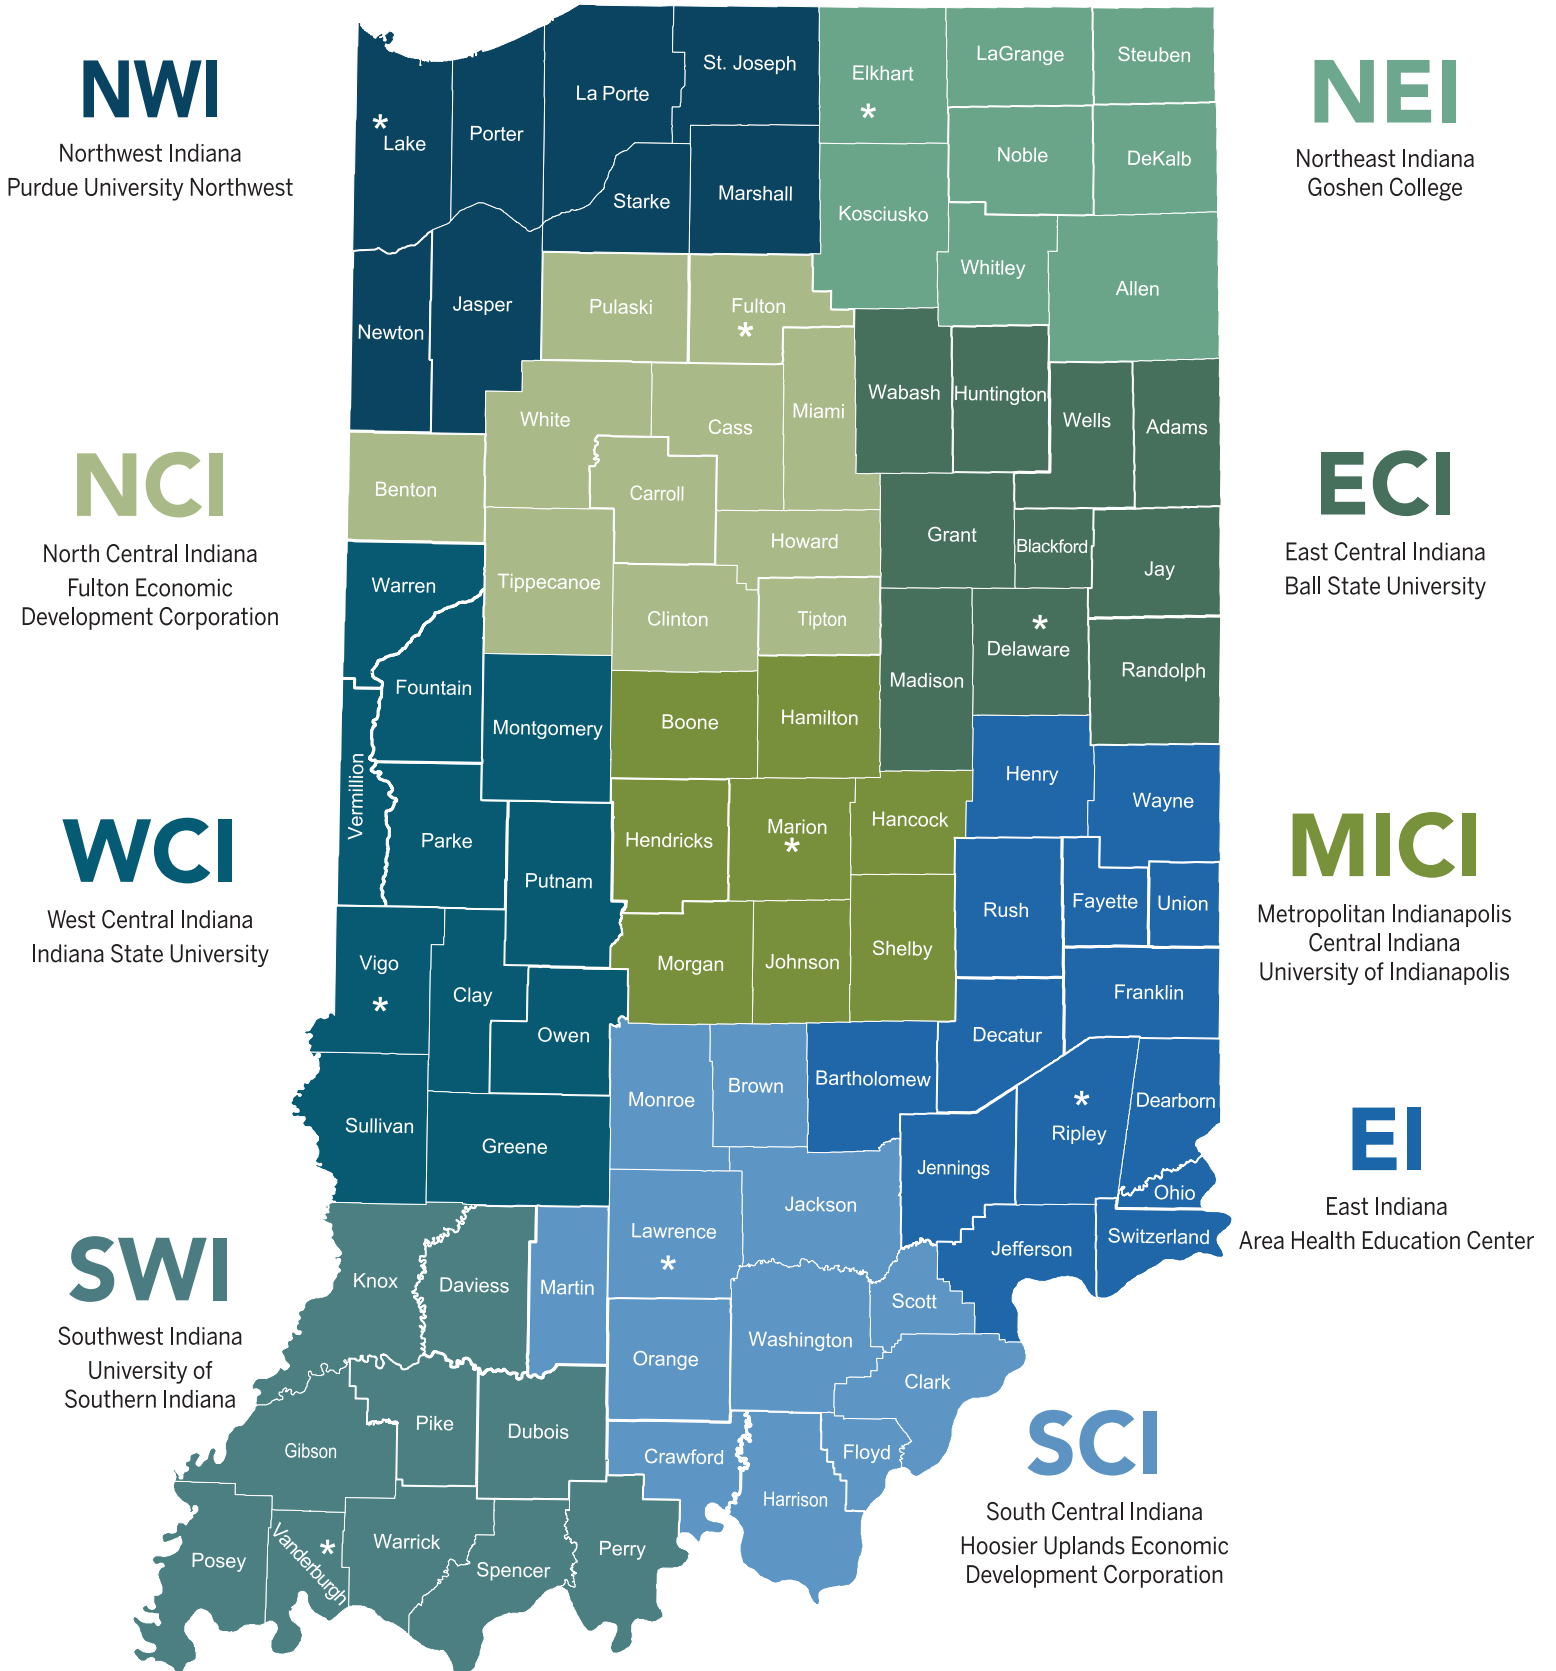 NWI
Northwest Indiana
Purdue University Northwest
NCI
North Central Indiana
Fulton Economic
Development Corporation
WCI
West Central Indiana
Indiana State University
SWI
Southwest Indiana
University of
Southern Indiana
St. Joseph
La Porte
*
Lake
Porter
Starke
Marshall
Newton
Jasper
Elkhart
*
LaGrange
Steuben
Noble
DeKalb
Kosciusko
Whitley
Allen
Pulaski
Fulton
*
White
Cass
Miami
Benton
Carroll
Howard
Tippecanoe
Clinton
Tipton
Wabash
Huntington
Wells
Adams
Grant
Blackford
Jay
*
Delaware
Madison
Randolph
Warren
Fountain
Montgomery
Vermillion
Parke
Putnam
Vigo
*
Clay
Owen
Sullivan
Greene
Boone
Hamilton
Hendricks
Marion
*
Hancock
Morgan
Johnson
Shelby
Henry
Wayne
Rush
Fayette
Union
Franklin
Decatur
Bartholomew
*
Ripley
Dearborn
Jennings
Ohio
Jefferson
Switzerland
Monroe
Brown
Jackson
Lawrence
*
Martin
Scott
Washington
Orange
Clark
Crawford
Floyd
Harrison
Knox
Daviess
Pike
Dubois
Gibson
Posey
*
Vanderburgh
Warrick
Spencer
Perry
NEI
Northeast Indiana
Goshen College
ECI
East Central Indiana
Ball State University
MICI
Metropolitan Indianapolis
Central Indiana
University of Indianapolis
EI
East Indiana
Area Health Education Center
SCI
South Central Indiana
Hoosier Uplands Economic
Development Corporation